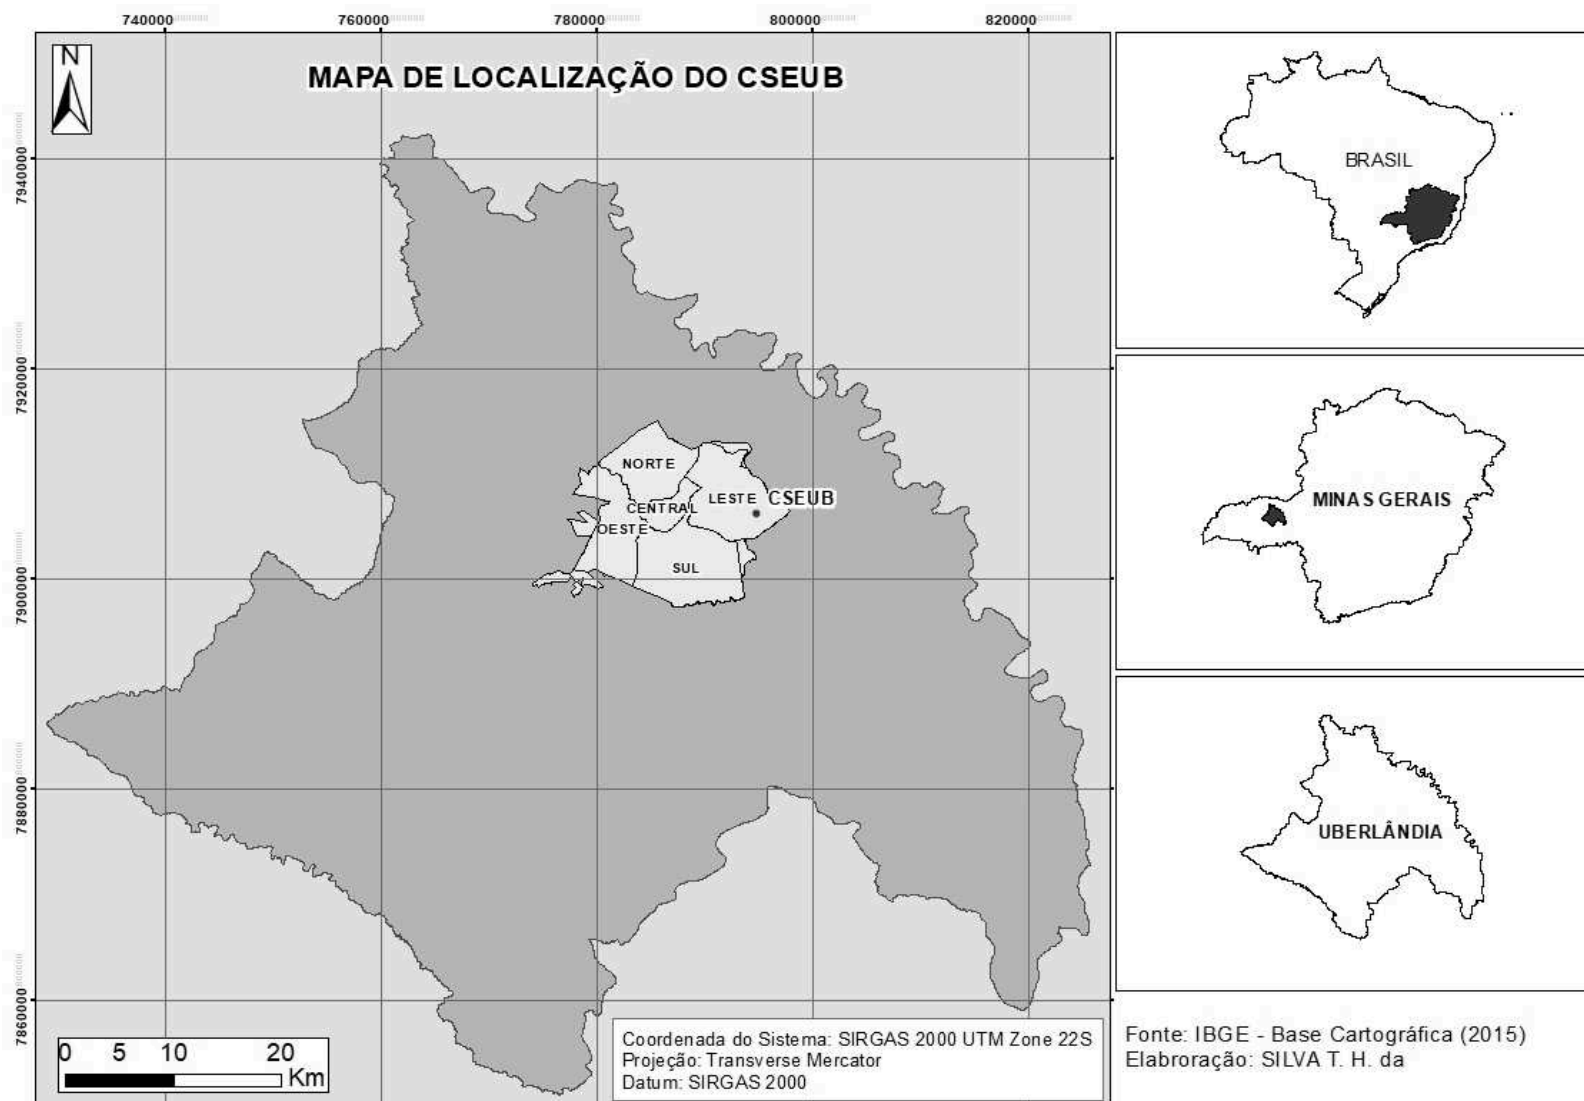 740000
760000
780000
800000
820000
N
MAPA DE LOCALIZAÇÃO DO CSEUB
7940000
7920000
7900000
7880000
7860000
NORTE
LESTE
CSEUB
CENTRAL
OESTE
SUL
0 5 10 20
Km
Coordenada do Sistema: SIRGAS 2000 UTM Zone 22S
Projeção: Transverse Mercator
Datum: SIRGAS 2000
BRASIL
MINAS GERAIS
UBERLÂNDIA
Fonte: IBGE - Base Cartográfica (2015)
Elabroração: SILVA T. H. da